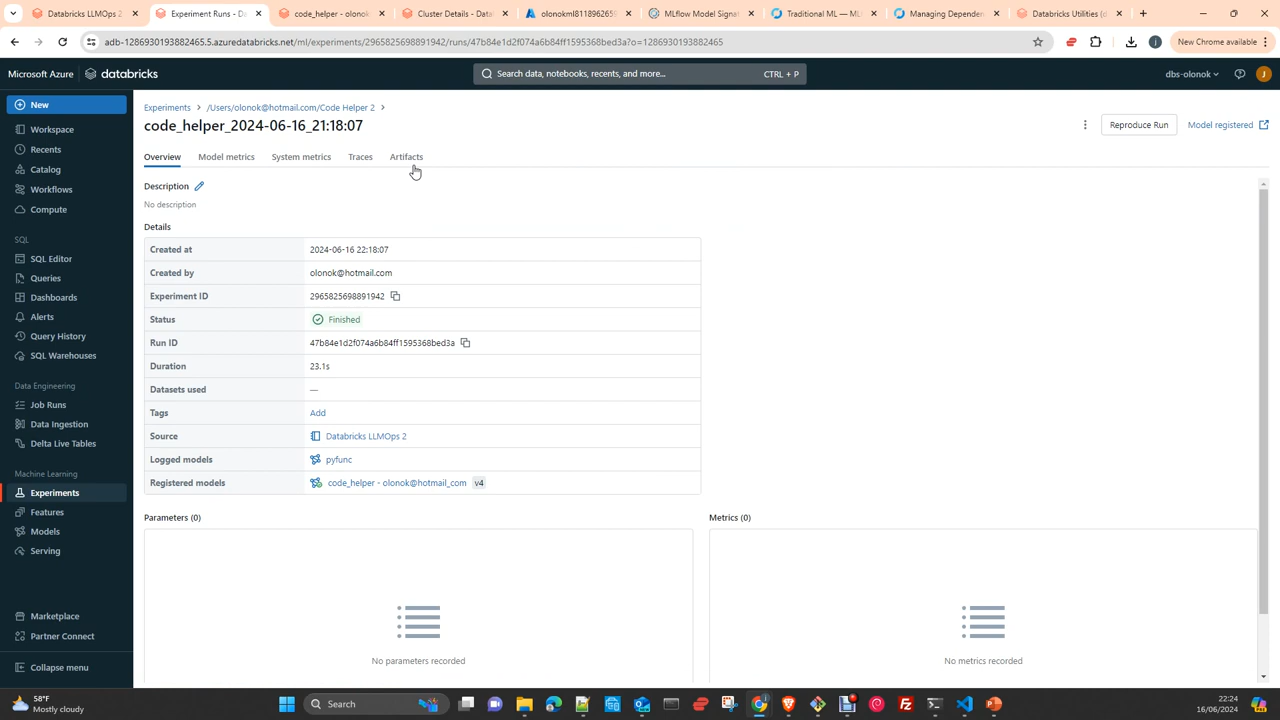 Databricks LLMOps 2
Experiment Runs - D
code_helper - olonok
Cluster Details - Data
olonokml8118962659
MLflow Model Signat
Traditional ML — ML
Managing Dependen
Databricks Utilities (d
adb-1286930193882465.5.azuredatabricks.net/ml/experiments/2965825698891942/runs/47b84e1d2f074a6b84ff1595368bed3a?o=1286930193882465
New Chrome available
Microsoft Azure
databricks
Search data, notebooks, recents, and more...
CTRL + P
dbs-olonok
J
New
Workspace
Recents
Catalog
Workflows
Compute
SQL
SQL Editor
Queries
Dashboards
Alerts
Query History
SQL Warehouses
Data Engineering
Job Runs
Data Ingestion
Delta Live Tables
Machine Learning
Experiments
Features
Models
Serving
Marketplace
Partner Connect
Collapse menu
Experiments > /Users/olonok@hotmail.com/Code Helper 2 >
code_helper_2024-06-16_21:18:07
Reproduce Run
Model registered
Overview
Model metrics
System metrics
Traces
Artifacts
Description
No description
Details
Created at 2024-06-16 22:18:07
Created by olonok@hotmail.com
Experiment ID 2965825698891942
Status Finished
Run ID 47b84e1d2f074a6b84ff1595368bed3a
Duration 23.1s
Datasets used —
Tags Add
Source Databricks LLMOps 2
Logged models pyfunc
Registered models code_helper - olonok@hotmail_com v4
Parameters (0)
Metrics (0)
No parameters recorded
No metrics recorded
58°F
Mostly cloudy
Search
22:24
16/06/2024